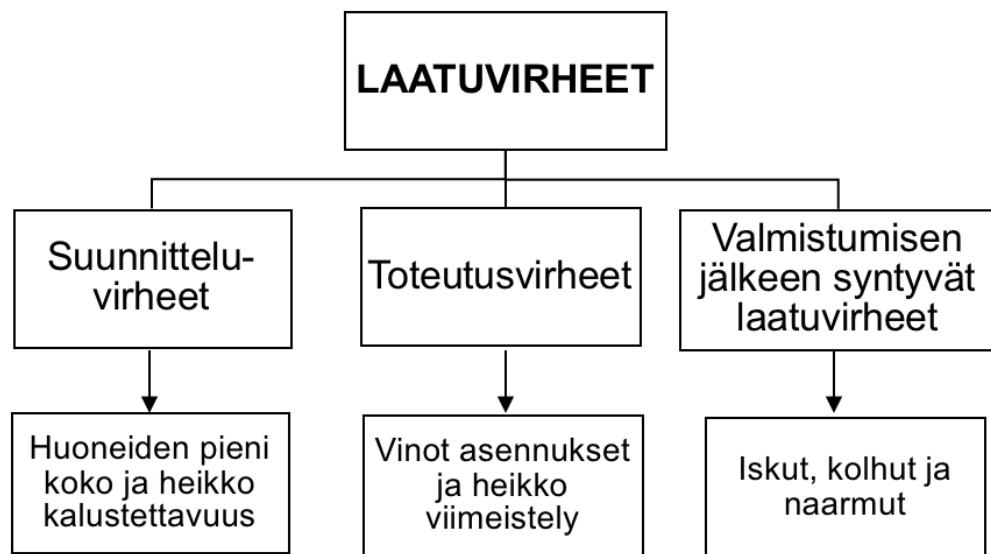 LAATUVIRHEET
Suunnittelu-
virheet
Toteutusvirheet
Valmistumisen
jälkeen syntyvät
laatuvirheet
Huoneiden pieni
koko ja heikko
kalustettavuus
Vinot asennukset
ja heikko
viimeistely
Iskut, kolhut ja
naarmut